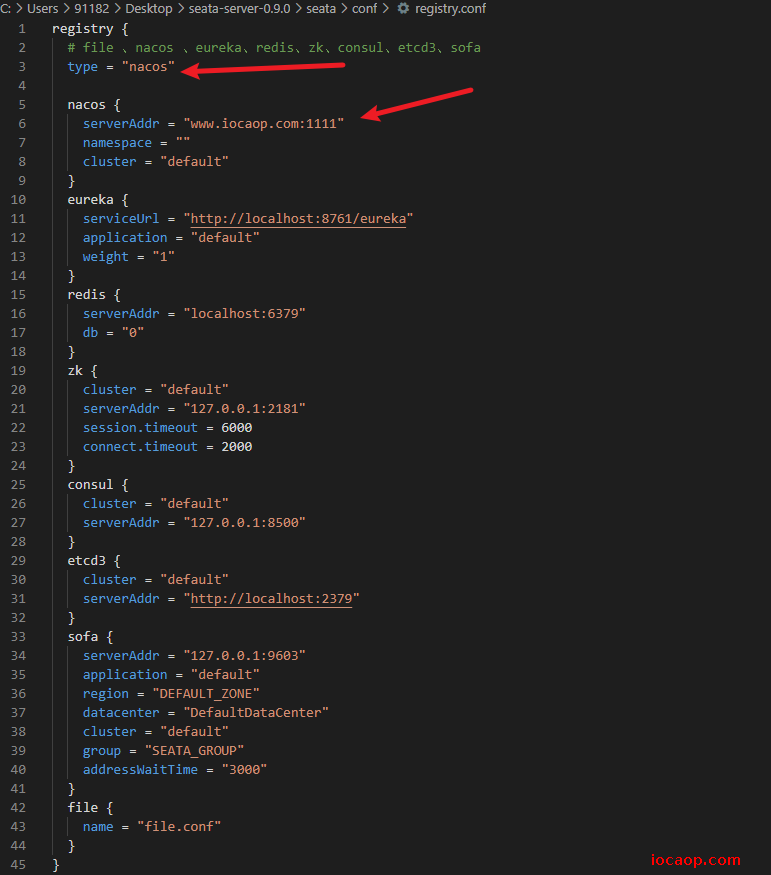 C: > Users > 91182 > Desktop > seata-server-0.9.0 > seata > conf > registry.conf
1 registry {
2 # file 、nacos 、eureka、redis、zk、consul、etcd3、sofa
3 type = "nacos"
4
5 nacos {
6 serverAddr = "www.iocaop.com:1111"
7 namespace = ""
8 cluster = "default"
9 }
10 eureka {
11 serviceUrl = "http://localhost:8761/eureka"
12 application = "default"
13 weight = "1"
14 }
15 redis {
16 serverAddr = "localhost:6379"
17 db = "0"
18 }
19 zk {
20 cluster = "default"
21 serverAddr = "127.0.0.1:2181"
22 session.timeout = 6000
23 connect.timeout = 2000
24 }
25 consul {
26 cluster = "default"
27 serverAddr = "127.0.0.1:8500"
28 }
29 etcd3 {
30 cluster = "default"
31 serverAddr = "http://localhost:2379"
32 }
33 sofa {
34 serverAddr = "127.0.0.1:9603"
35 application = "default"
36 region = "DEFAULT_ZONE"
37 datacenter = "DefaultDataCenter"
38 cluster = "default"
39 group = "SEATA_GROUP"
40 addressWaitTime = "3000"
41 }
42 file {
43 name = "file.conf"
44 }
45 }
iocaop.com